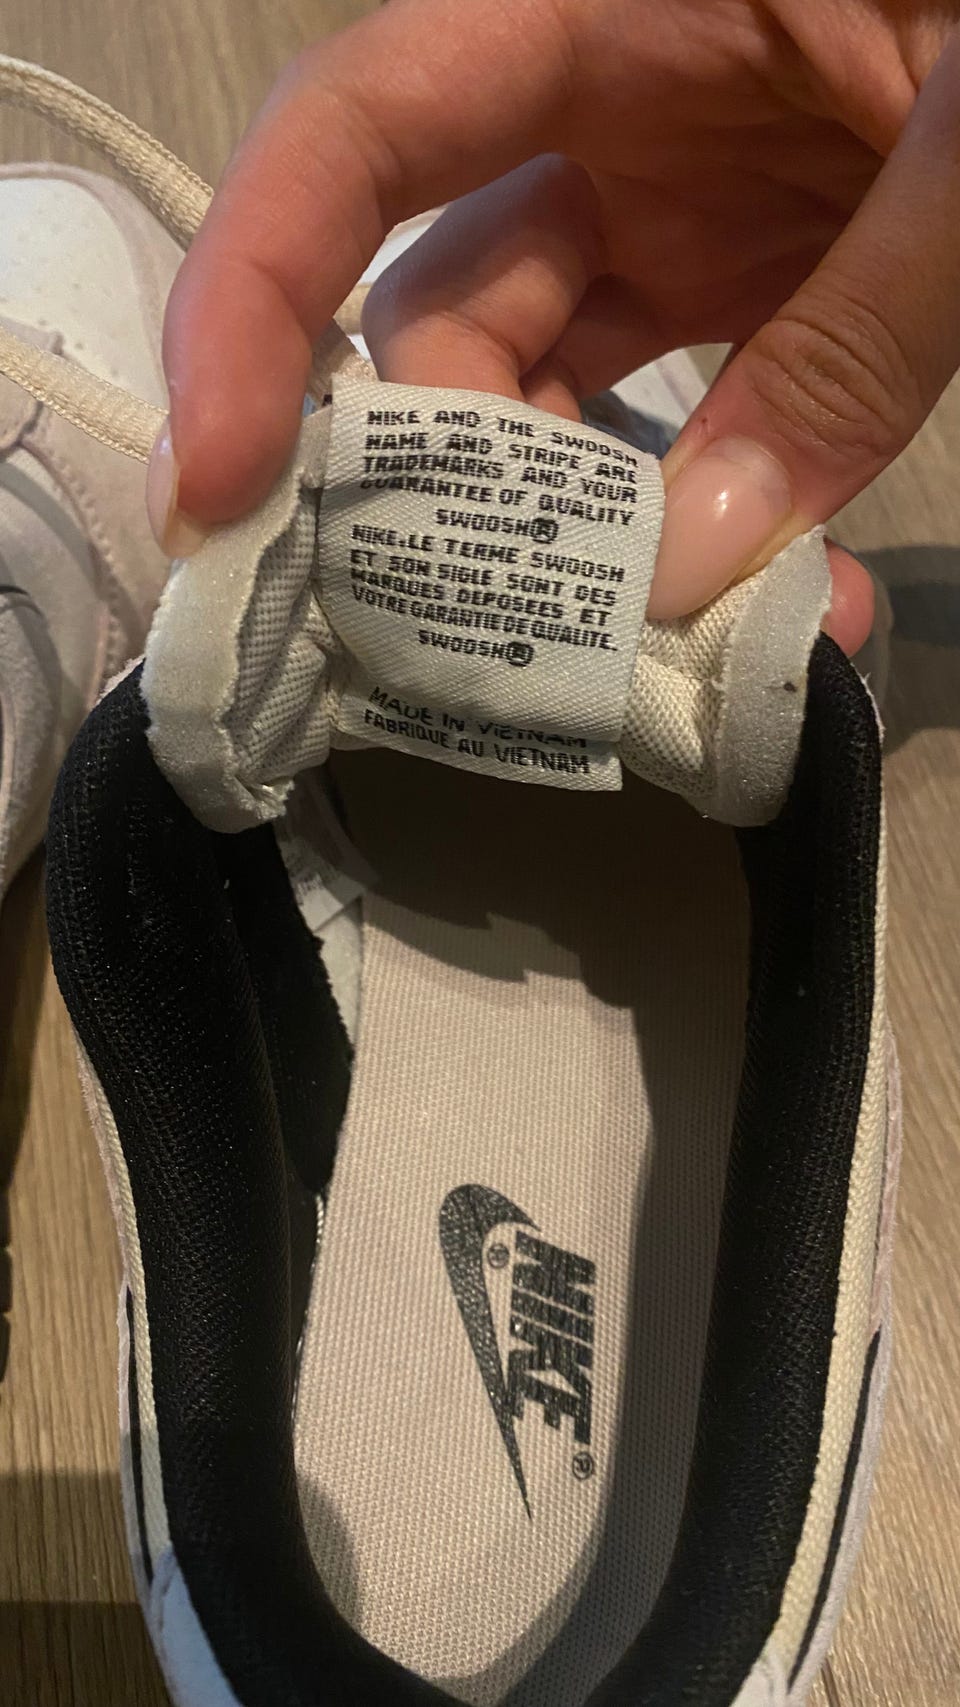 NIKE AND THE SWOOSH
NAME AND STRIPE ARE
TRADEMARKS AND YOUR
GUARANTEE OF QUALITY
SWOOSH®
NIKE.LE TERME SWOOSH
ET SON SIGLE SONT DES
MARQUES DEPOSEES ET
VOTRE GARANTIE DE QUALITE.
SWOOSH®
MADE IN VIETNAM
FABRIQUE AU VIETNAM
®
NIKE®